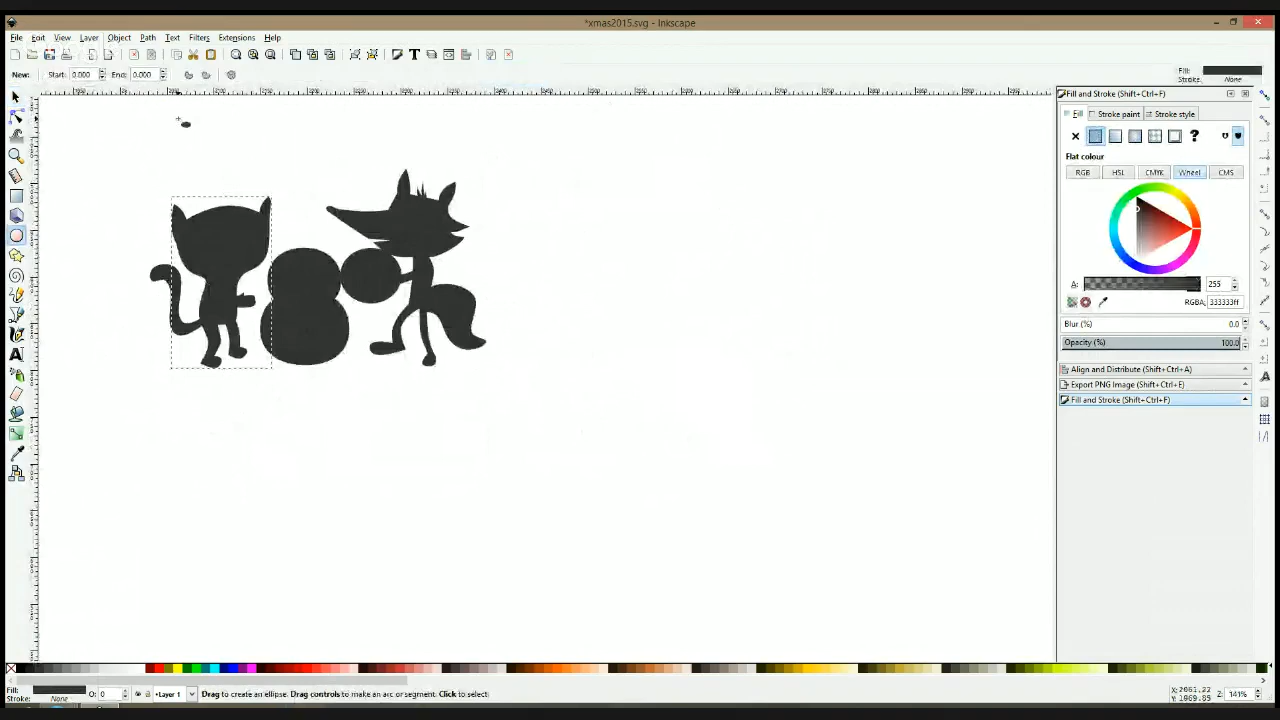 *xmas2015.svg - Inkscape
File Edit View Layer Object Path Text Filters Extensions Help
New: Start: 0.000 End: 0.000
Fill:
Stroke: None
Fill and Stroke (Shift+Ctrl+F)
Fill Stroke paint Stroke style
Flat colour
RGB HSL CMYK Wheel CMS
A: 255
RGBA: 333333ff
Blur (%) 0.0
Opacity (%) 100.0
Align and Distribute (Shift+Ctrl+A)
Export PNG Image (Shift+Ctrl+E)
Fill and Stroke (Shift+Ctrl+F)
Fill:
Stroke: None
O: 0
Layer 1
Drag to create an ellipse. Drag controls to make an arc or segment. Click to select
X:2061.22
Y:1069.85
Z: 141%